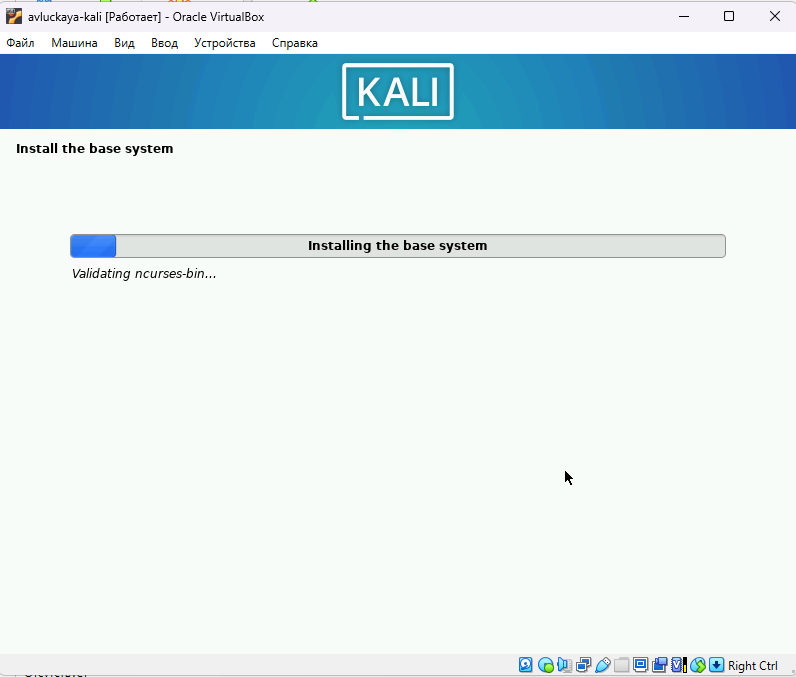 avluckaya-kali [Работает] - Oracle VirtualBox
Файл Машина Вид Ввод Устройства Справка
KALI
Install the base system
Installing the base system
Validating ncurses-bin...
Right Ctrl